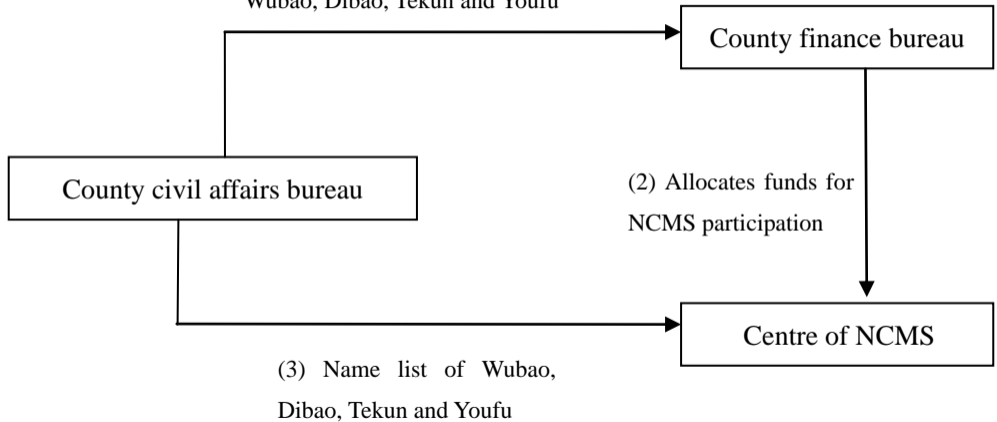 Wubao, Dibao, Tekun and Youfu
County finance bureau
County civil affairs bureau
(2) Allocates funds for
NCMS participation
Centre of NCMS
(3) Name list of Wubao,
Dibao, Tekun and Youfu